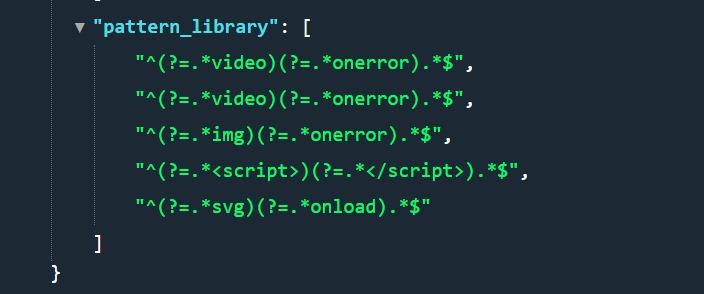 ▼ "pattern_library": [
"^(?=.*video)(?=.*onerror).*$",
"^(?=.*video)(?=.*onerror).*$",
"^(?=.*img)(?=.*onerror).*$",
"^(?=.*<script>)(?=.*</script>).*$",
"^(?=.*svg)(?=.*onload).*$"
]
}